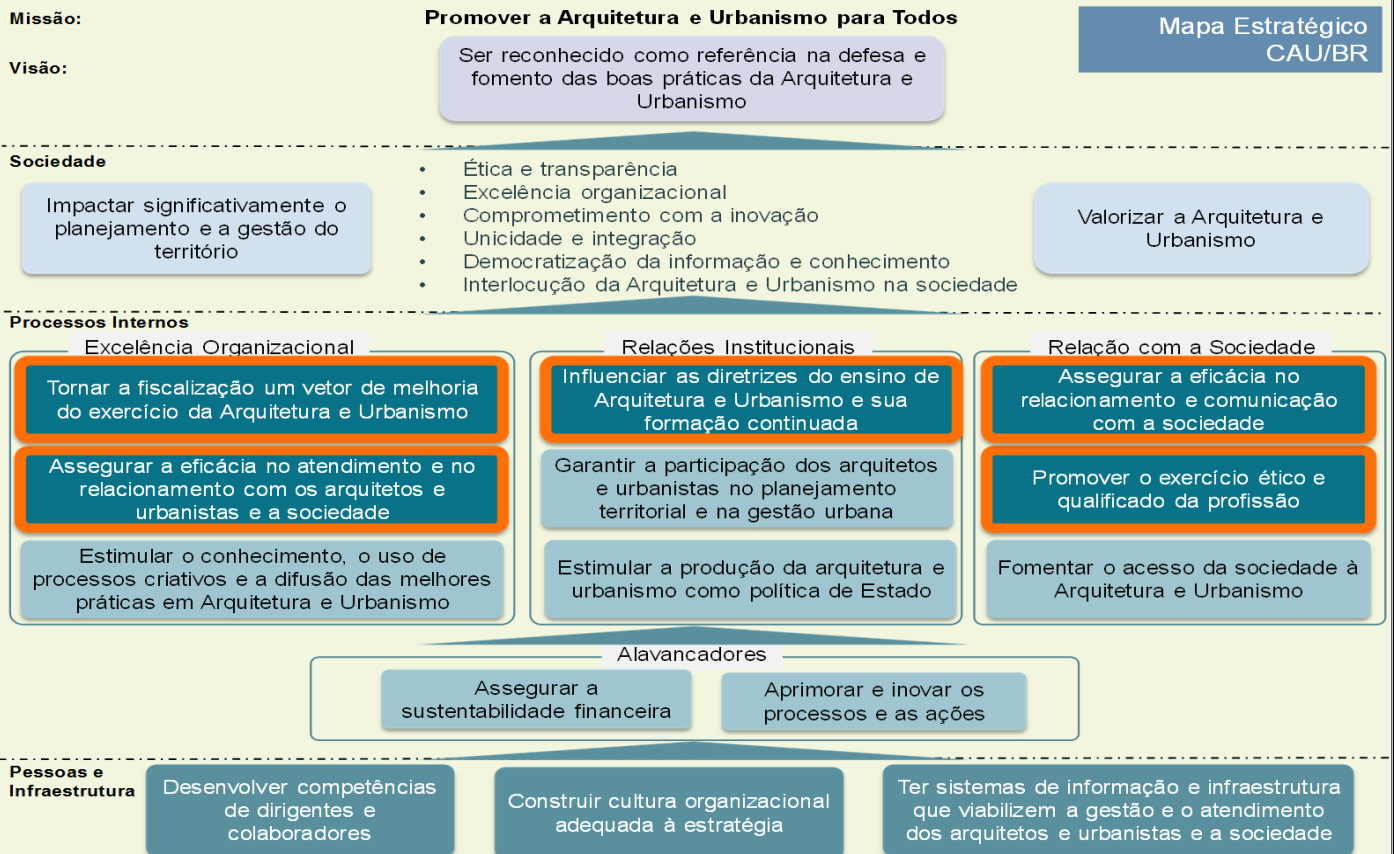 Missão:
Promover a Arquitetura e Urbanismo para Todos
Mapa Estratégico
CAU/BR
Visão:
Ser reconhecido como referência na defesa e
fomento das boas práticas da Arquitetura e
Urbanismo
Sociedade
Impactar significativamente o
planejamento e a gestão do
território
• Ética e transparência
• Excelência organizacional
• Comprometimento com a inovação
• Unicidade e integração
• Democratização da informação e conhecimento
• Interlocução da Arquitetura e Urbanismo na sociedade
Valorizar a Arquitetura e
Urbanismo
Processos Internos
Excelência Organizacional
Tornar a fiscalização um vetor de melhoria
do exercício da Arquitetura e Urbanismo
Assegurar a eficácia no atendimento e no
relacionamento com os arquitetos e
urbanistas e a sociedade
Estimular o conhecimento, o uso de
processos criativos e a difusão das melhores
práticas em Arquitetura e Urbanismo
Relações Institucionais
Influenciar as diretrizes do ensino de
Arquitetura e Urbanismo e sua
formação continuada
Garantir a participação dos arquitetos
e urbanistas no planejamento
territorial e na gestão urbana
Estimular a produção da arquitetura e
urbanismo como política de Estado
Relação com a Sociedade
Assegurar a eficácia no
relacionamento e comunicação
com a sociedade
Promover o exercício ético e
qualificado da profissão
Fomentar o acesso da sociedade à
Arquitetura e Urbanismo
Alavancadores
Assegurar a
sustentabilidade financeira
Aprimorar e inovar os
processos e as ações
Pessoas e
Infraestrutura
Desenvolver competências
de dirigentes e
colaboradores
Construir cultura organizacional
adequada à estratégia
Ter sistemas de informação e infraestrutura
que viabilizem a gestão e o atendimento
dos arquitetos e urbanistas e a sociedade